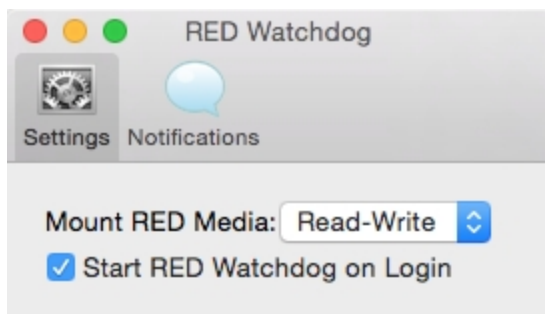 RED Watchdog
Settings Notifications
Mount RED Media: Read-Write
Start RED Watchdog on Login